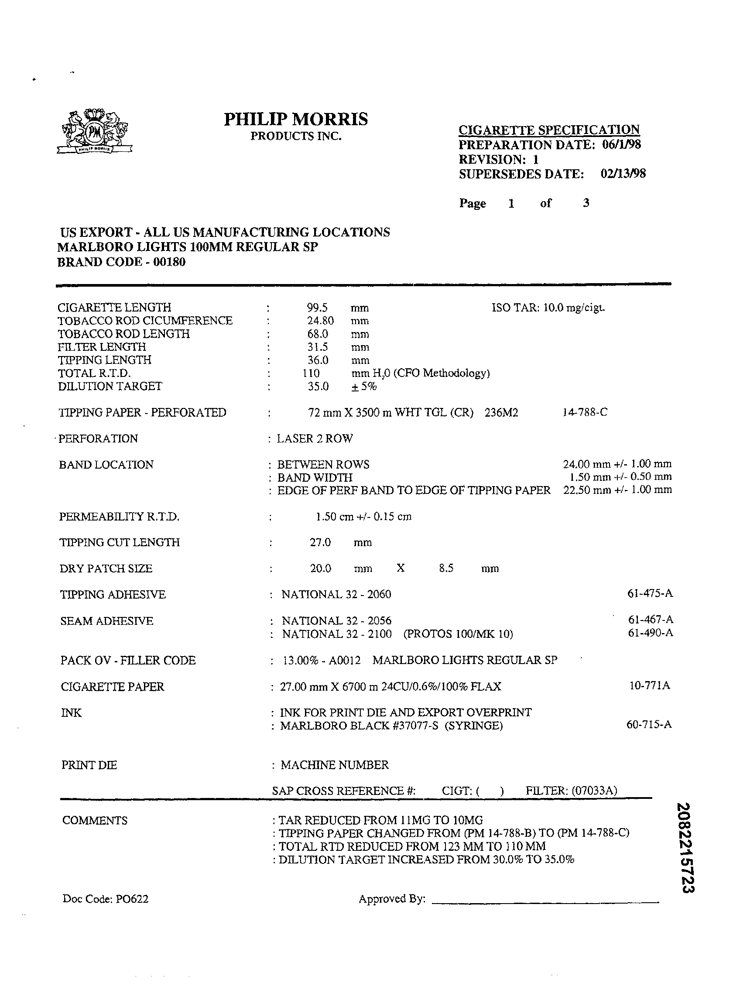 PM
PHILIP MORRIS
PHILIP MORRIS
PRODUCTS INC.
CIGARETTE SPECIFICATION
PREPARATION DATE: 06/1/98
REVISION: 1
SUPERSEDES DATE: 02/13/98
Page 1 of 3
US EXPORT - ALL US MANUFACTURING LOCATIONS
MARLBORO LIGHTS 100MM REGULAR SP
BRAND CODE - 00180
CIGARETTE LENGTH : 99.5 mm ISO TAR: 10.0 mg/cigt.
TOBACCO ROD CICUMFERENCE : 24.80 mm
TOBACCO ROD LENGTH : 68.0 mm
FILTER LENGTH : 31.5 mm
TIPPING LENGTH : 36.0 mm
TOTAL R.T.D. : 110 mm H₂0 (CFO Methodology)
DILUTION TARGET : 35.0 ± 5%
TIPPING PAPER - PERFORATED : 72 mm X 3500 m WHT TGL (CR) 236M2 14-788-C
PERFORATION : LASER 2 ROW
BAND LOCATION : BETWEEN ROWS 24.00 mm +/- 1.00 mm
: BAND WIDTH 1.50 mm +/- 0.50 mm
: EDGE OF PERF BAND TO EDGE OF TIPPING PAPER 22.50 mm +/- 1.00 mm
PERMEABILITY R.T.D. : 1.50 cm +/- 0.15 cm
TIPPING CUT LENGTH : 27.0 mm
DRY PATCH SIZE : 20.0 mm X 8.5 mm
TIPPING ADHESIVE : NATIONAL 32 - 2060 61-475-A
SEAM ADHESIVE : NATIONAL 32 - 2056 61-467-A
: NATIONAL 32 - 2100 (PROTOS 100/MK 10) 61-490-A
PACK OV - FILLER CODE : 13.00% - A0012 MARLBORO LIGHTS REGULAR SP
CIGARETTE PAPER : 27.00 mm X 6700 m 24CU/0.6%/100% FLAX 10-771A
INK : INK FOR PRINT DIE AND EXPORT OVERPRINT
: MARLBORO BLACK #37077-S (SYRINGE) 60-715-A
PRINT DIE : MACHINE NUMBER
SAP CROSS REFERENCE #: CIGT: ( ) FILTER: (07033A)
COMMENTS : TAR REDUCED FROM 11MG TO 10MG
: TIPPING PAPER CHANGED FROM (PM 14-788-B) TO (PM 14-788-C)
: TOTAL RTD REDUCED FROM 123 MM TO 110 MM
: DILUTION TARGET INCREASED FROM 30.0% TO 35.0%
2082215723
Doc Code: PO622 Approved By: